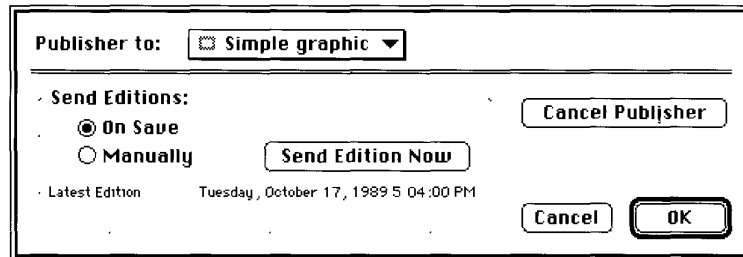 Publisher to: Simple graphic
Send Editions:
Cancel Publisher
On Save
Manually
Send Edition Now
Latest Edition Tuesday, October 17, 1989 5 04:00 PM
Cancel
OK